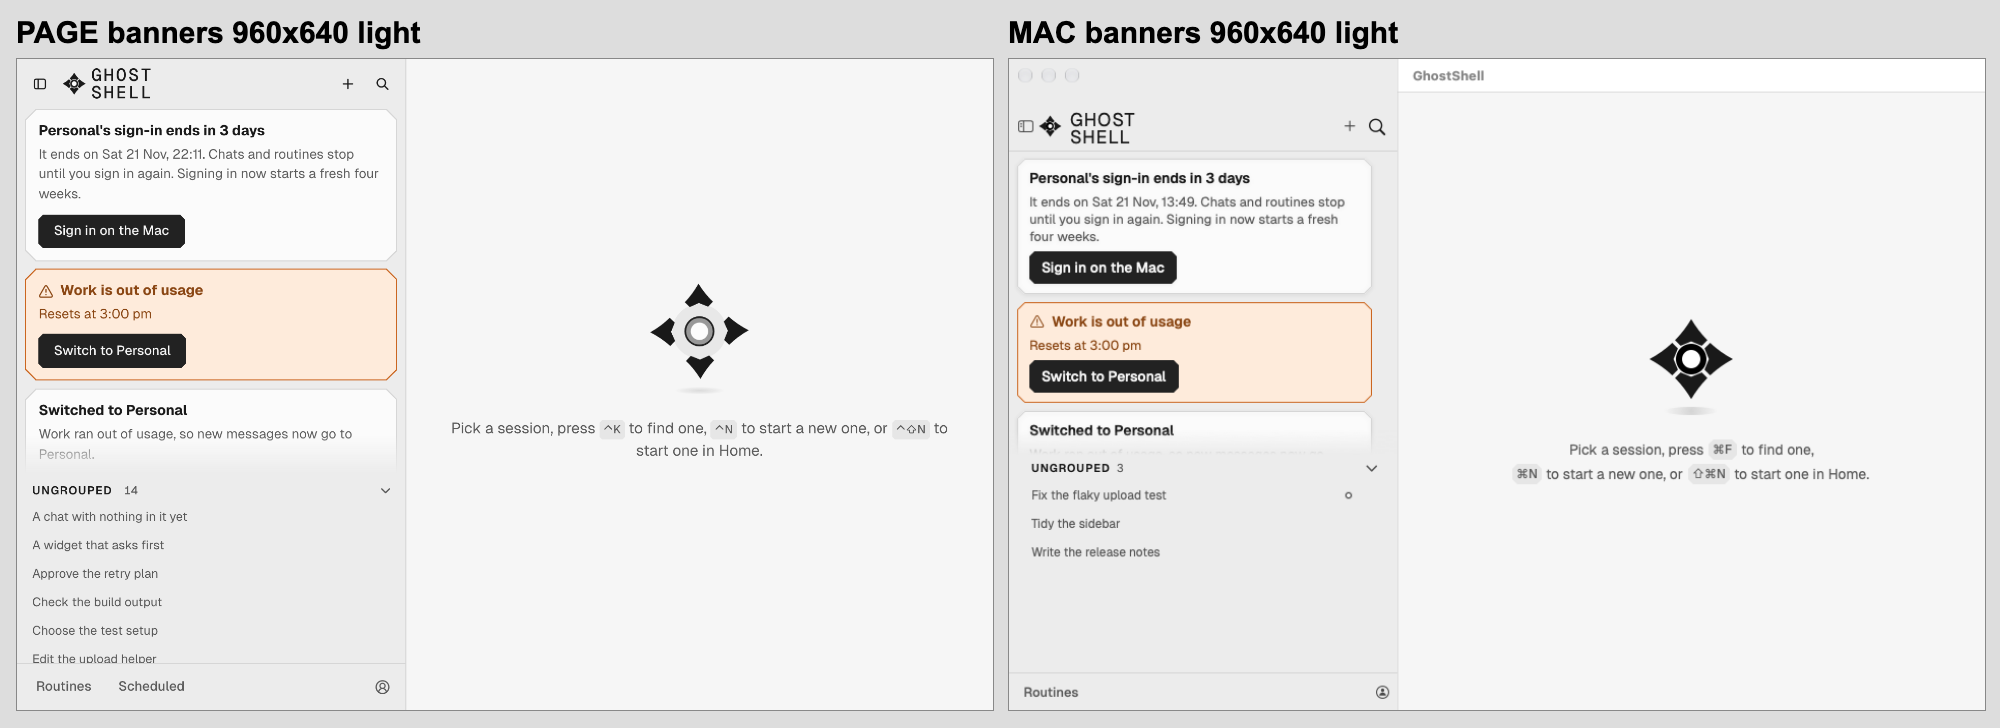 PAGE banners 960x640 light
GHOST
SHELL
Personal's sign-in ends in 3 days
It ends on Sat 21 Nov, 22:11. Chats and routines stop
until you sign in again. Signing in now starts a fresh four
weeks.
Sign in on the Mac
Work is out of usage
Resets at 3:00 pm
Switch to Personal
Switched to Personal
Work ran out of usage, so new messages now go to
Personal.
UNGROUPED 14
A chat with nothing in it yet
A widget that asks first
Approve the retry plan
Check the build output
Choose the test setup
Edit the upload helper
Routines Scheduled
Pick a session, press ^K to find one, ^N to start a new one, or ^⇧N to
start one in Home.
MAC banners 960x640 light
GhostShell
GHOST
SHELL
Personal's sign-in ends in 3 days
It ends on Sat 21 Nov, 13:49. Chats and routines stop
until you sign in again. Signing in now starts a fresh
four weeks.
Sign in on the Mac
Work is out of usage
Resets at 3:00 pm
Switch to Personal
Switched to Personal
UNGROUPED 3
Fix the flaky upload test
Tidy the sidebar
Write the release notes
Routines
Pick a session, press ⌘F to find one,
⌘N to start a new one, or ⇧⌘N to start one in Home.